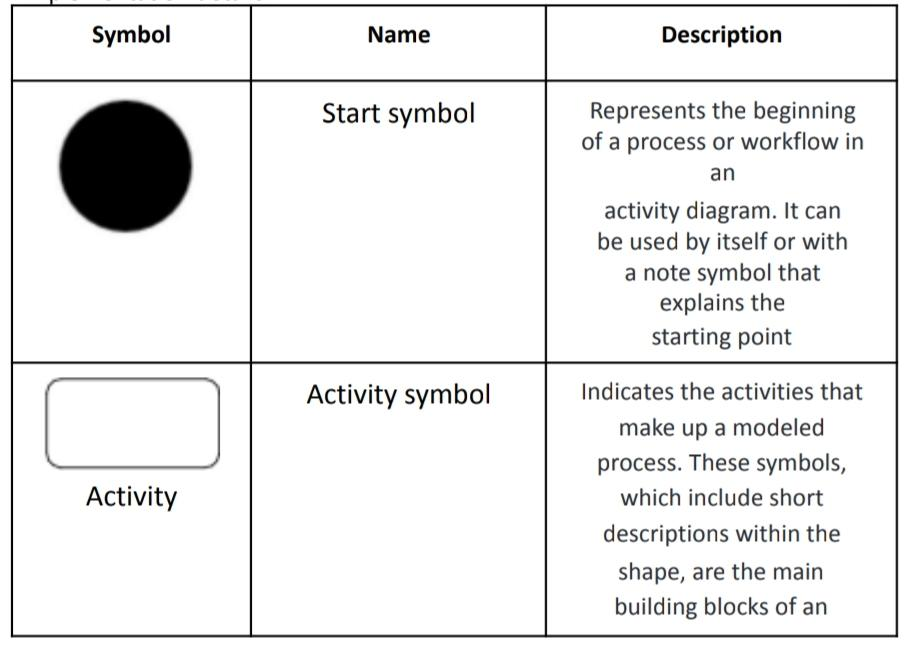 Symbol
Name
Description
Start symbol
Represents the beginning
of a process or workflow in
an
activity diagram. It can
be used by itself or with
a note symbol that
explains the
starting point
Activity
Activity symbol
Indicates the activities that
make up a modeled
process. These symbols,
which include short
descriptions within the
shape, are the main
building blocks of an